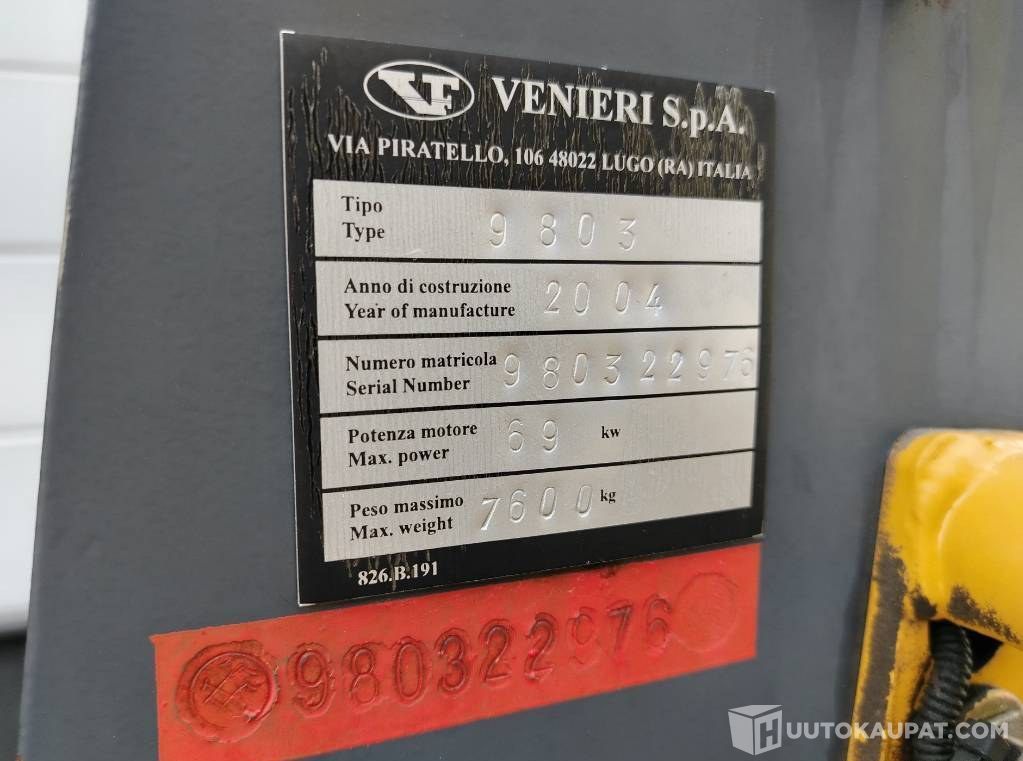 VF VENIERI S.p.A.
VIA PIRATELLO, 106 48022 LUGO (RA) ITALIA
Tipo
Type 9803
Anno di costruzione
Year of manufacture 2004
Numero matricola
Serial Number 980322976
Potenza motore
Max. power 69 kw
Peso massimo
Max. weight 7600 kg
826.B.191
980322976
HUUTOKAUPAT.COM